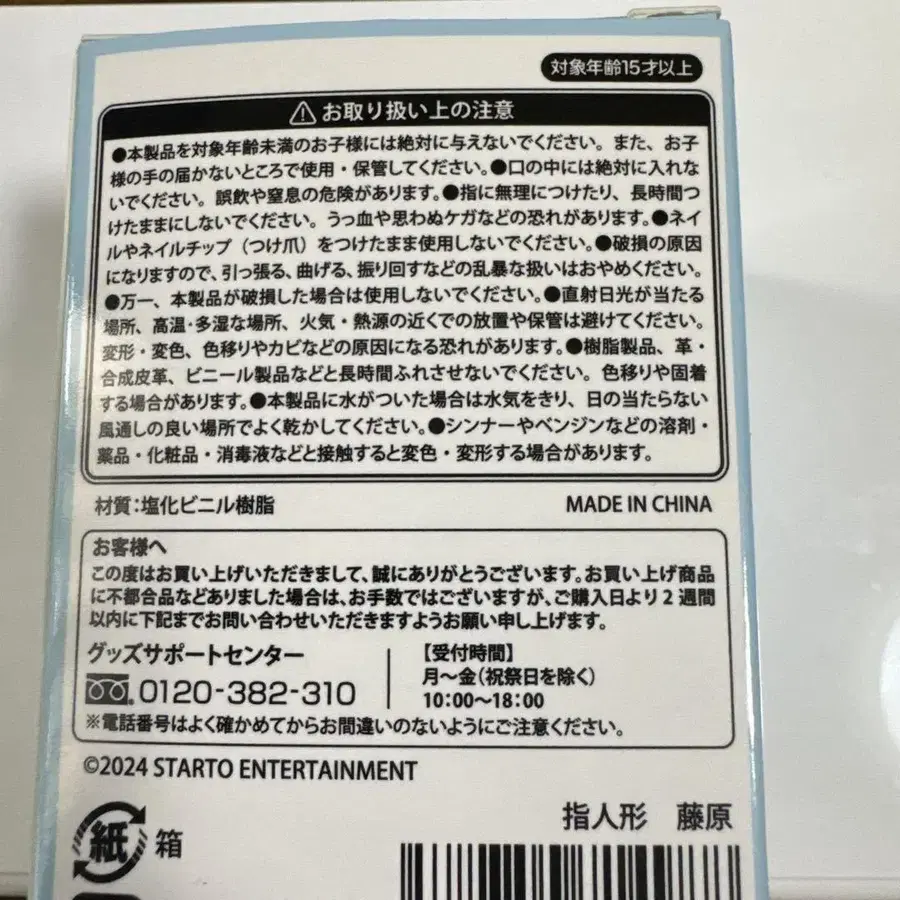 対象年齢15才以上
⚠お取り扱い上の注意
●本製品を対象年齢未満のお子様には絶対に与えないでください。また、お子
様の手の届かないところで使用・保管してください。●口の中には絶対に入れな
いでください。誤飲や窒息の危険があります。●指に無理につけたり、長時間つ
けたままにしないでください。うっ血や思わぬケガなどの恐れがあります。●ネイ
ルやネイルチップ（つけ爪）をつけたまま使用しないでください。●破損の原因
になりますので、引っ張る、曲げる、振り回すなどの乱暴な扱いはおやめください。
●万一、本製品が破損した場合は使用しないでください。●直射日光が当たる
場所、高温・多湿な場所、火気・熱源の近くでの放置や保管は避けてください。
変形・変色、色移りやカビなどの原因になる恐れがあります。●樹脂製品、革・
合成皮革、ビニール製品などと長時間ふれさせないでください。色移りや固着
する場合があります。●本製品に水がついた場合は水気をきり、日の当たらない
風通しの良い場所でよく乾かしてください。●シンナーやベンジンなどの溶剤・
薬品・化粧品・消毒液などと接触すると変色・変形する場合があります。
材質：塩化ビニル樹脂 MADE IN CHINA
お客様へ
この度はお買い上げいただきまして、誠にありがとうございます。お買い上げ商品
に不都合品などありました場合は、お手数ではございますが、ご購入日より2週間
以内に下記までお問い合わせいただきますようお願い申し上げます。
グッズサポートセンター
0120-382-310
【受付時間】
月〜金（祝祭日を除く）
10:00〜18:00
※電話番号はよく確かめてからお間違いのないようにご注意ください。
©2024 STARTO ENTERTAINMENT
紙 箱
指人形 藤原